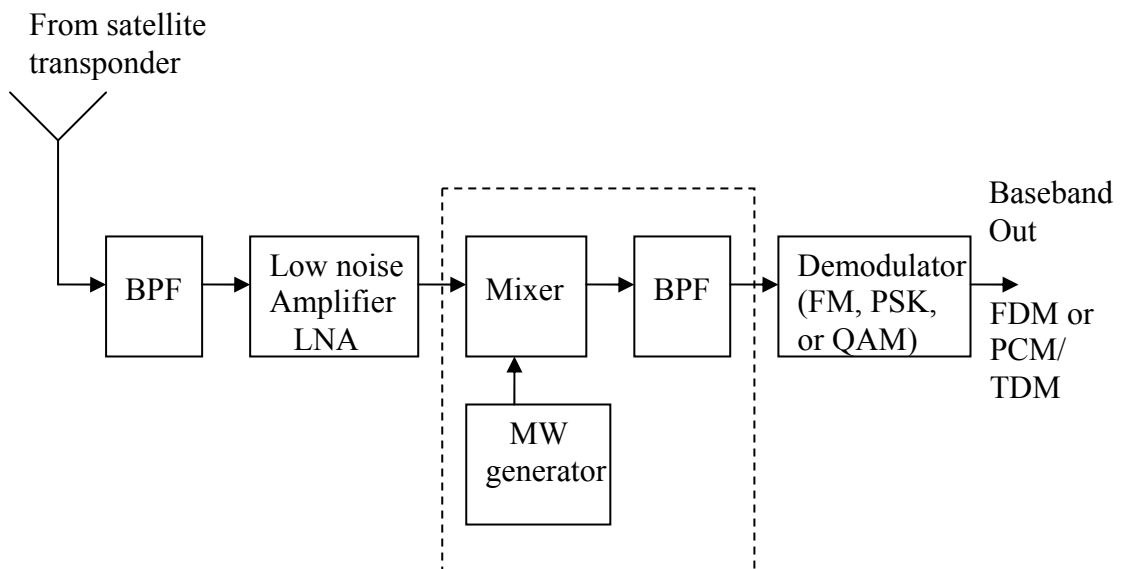 From satellite
transponder
BPF
Low noise
Amplifier
LNA
Mixer
BPF
MW
generator
Demodulator
(FM, PSK,
or QAM)
Baseband
Out
FDM or
PCM/
TDM